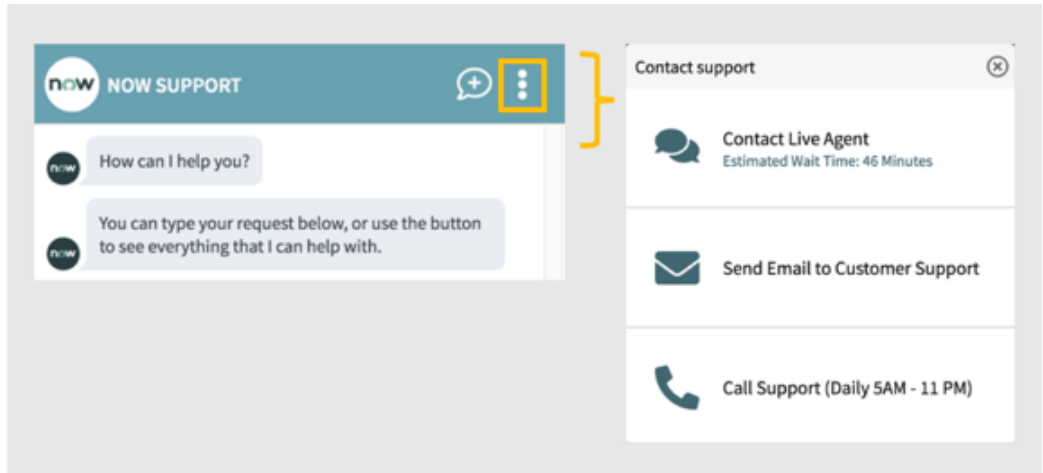 now NOW SUPPORT
now How can I help you?
You can type your request below, or use the button
now to see everything that I can help with.
Contact support
Contact Live Agent
Estimated Wait Time: 46 Minutes
Send Email to Customer Support
Call Support (Daily 5AM - 11 PM)